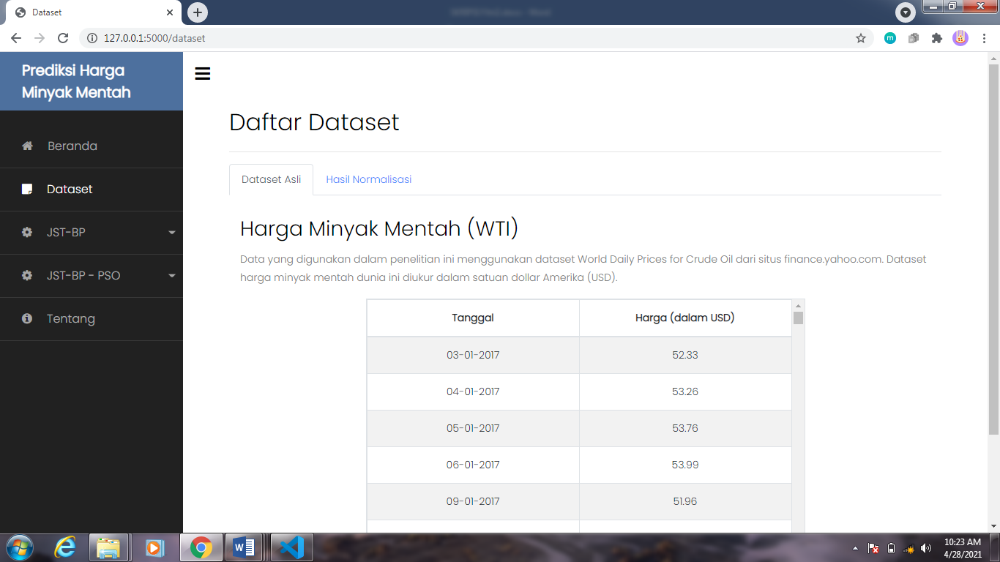 Dataset
127.0.0.1:5000/dataset
Prediksi Harga
Minyak Mentah
Beranda
Dataset
JST-BP
JST-BP - PSO
Tentang
Daftar Dataset
Dataset Asli
Hasil Normalisasi
Harga Minyak Mentah (WTI)
Data yang digunakan dalam penelitian ini menggunakan dataset World Daily Prices for Crude Oil dari situs finance.yahoo.com. Dataset
harga minyak mentah dunia ini diukur dalam satuan dollar Amerika (USD).
Tanggal Harga (dalam USD)
03-01-2017 52.33
04-01-2017 53.26
05-01-2017 53.76
06-01-2017 53.99
09-01-2017 51.96
10:23 AM
4/28/2021